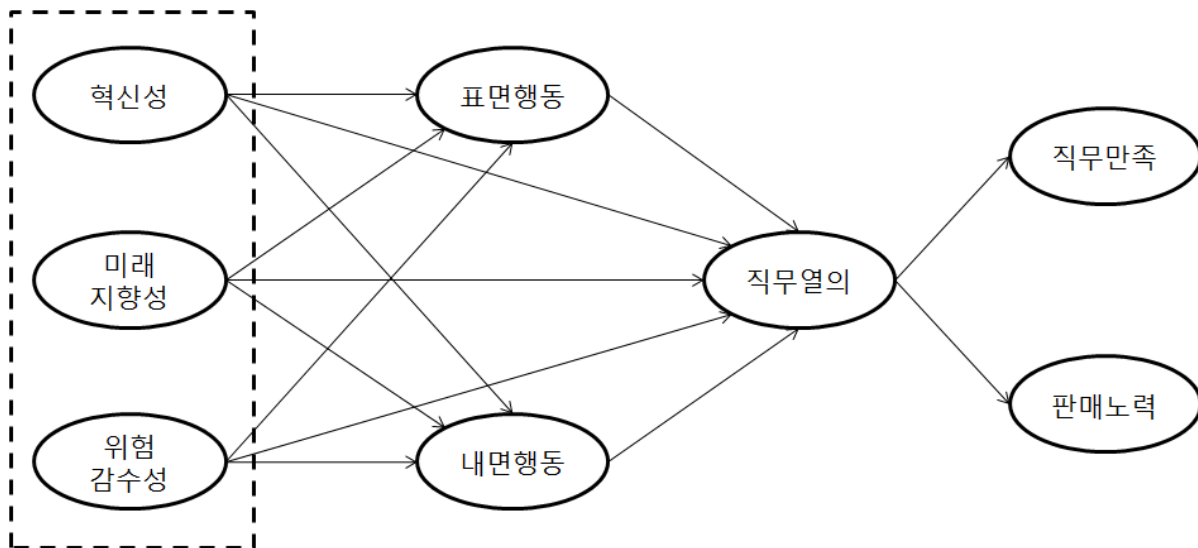 혁신성
미래
지향성
위험
감수성
표면행동
내면행동
직무열의
직무만족
판매노력